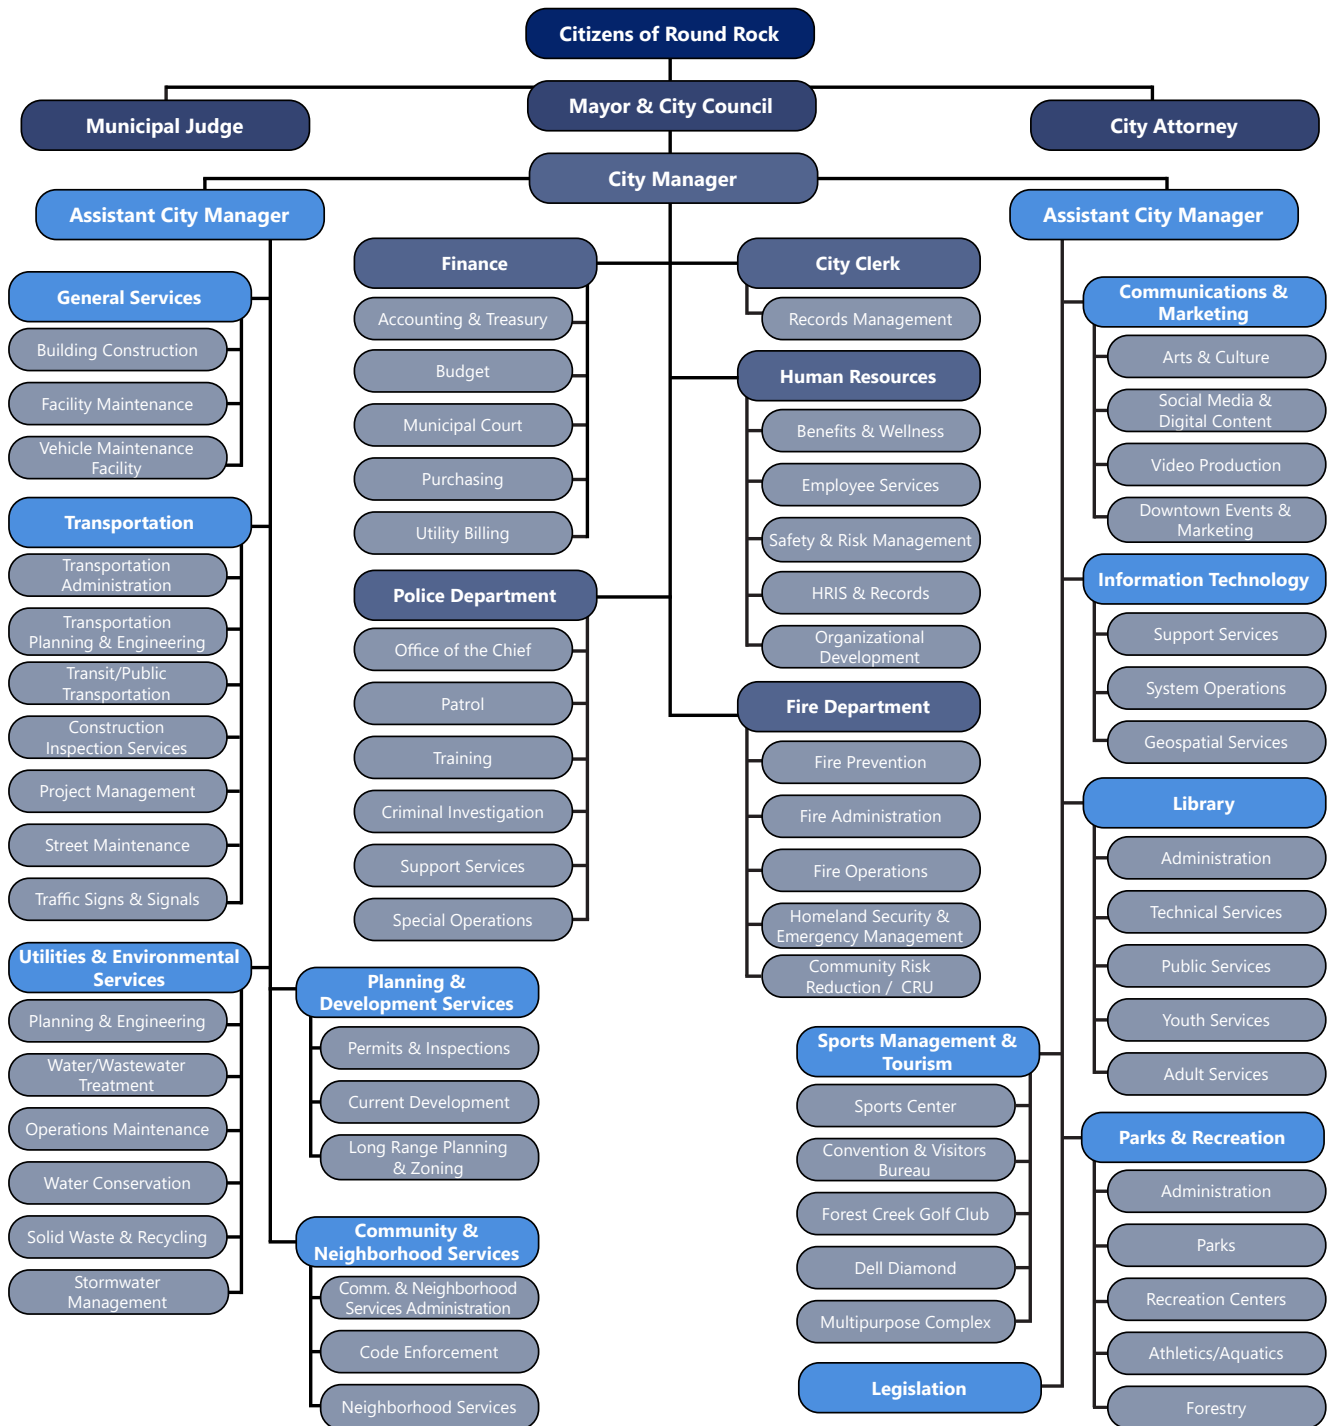 Citizens of Round Rock
Mayor & City Council
Municipal Judge
City Attorney
City Manager
Assistant City Manager
General Services
Building Construction
Facility Maintenance
Vehicle Maintenance
Facility
Transportation
Transportation
Administration
Transportation
Planning & Engineering
Transit/Public
Transportation
Construction
Inspection Services
Project Management
Street Maintenance
Traffic Signs & Signals
Utilities & Environmental
Services
Planning & Engineering
Water/Wastewater
Treatment
Operations Maintenance
Water Conservation
Solid Waste & Recycling
Stormwater
Management
Planning &
Development Services
Permits & Inspections
Current Development
Long Range Planning
& Zoning
Community &
Neighborhood Services
Comm. & Neighborhood
Services Administration
Code Enforcement
Neighborhood Services
Finance
Accounting & Treasury
Budget
Municipal Court
Purchasing
Utility Billing
Police Department
Office of the Chief
Patrol
Training
Criminal Investigation
Support Services
Special Operations
City Clerk
Records Management
Human Resources
Benefits & Wellness
Employee Services
Safety & Risk Management
HRIS & Records
Organizational
Development
Fire Department
Fire Prevention
Fire Administration
Fire Operations
Homeland Security &
Emergency Management
Community Risk
Reduction / CRU
Assistant City Manager
Communications &
Marketing
Arts & Culture
Social Media &
Digital Content
Video Production
Downtown Events &
Marketing
Information Technology
Support Services
System Operations
Geospatial Services
Library
Administration
Technical Services
Public Services
Youth Services
Adult Services
Sports Management &
Tourism
Sports Center
Convention & Visitors
Bureau
Forest Creek Golf Club
Dell Diamond
Multipurpose Complex
Legislation
Parks & Recreation
Administration
Parks
Recreation Centers
Athletics/Aquatics
Forestry